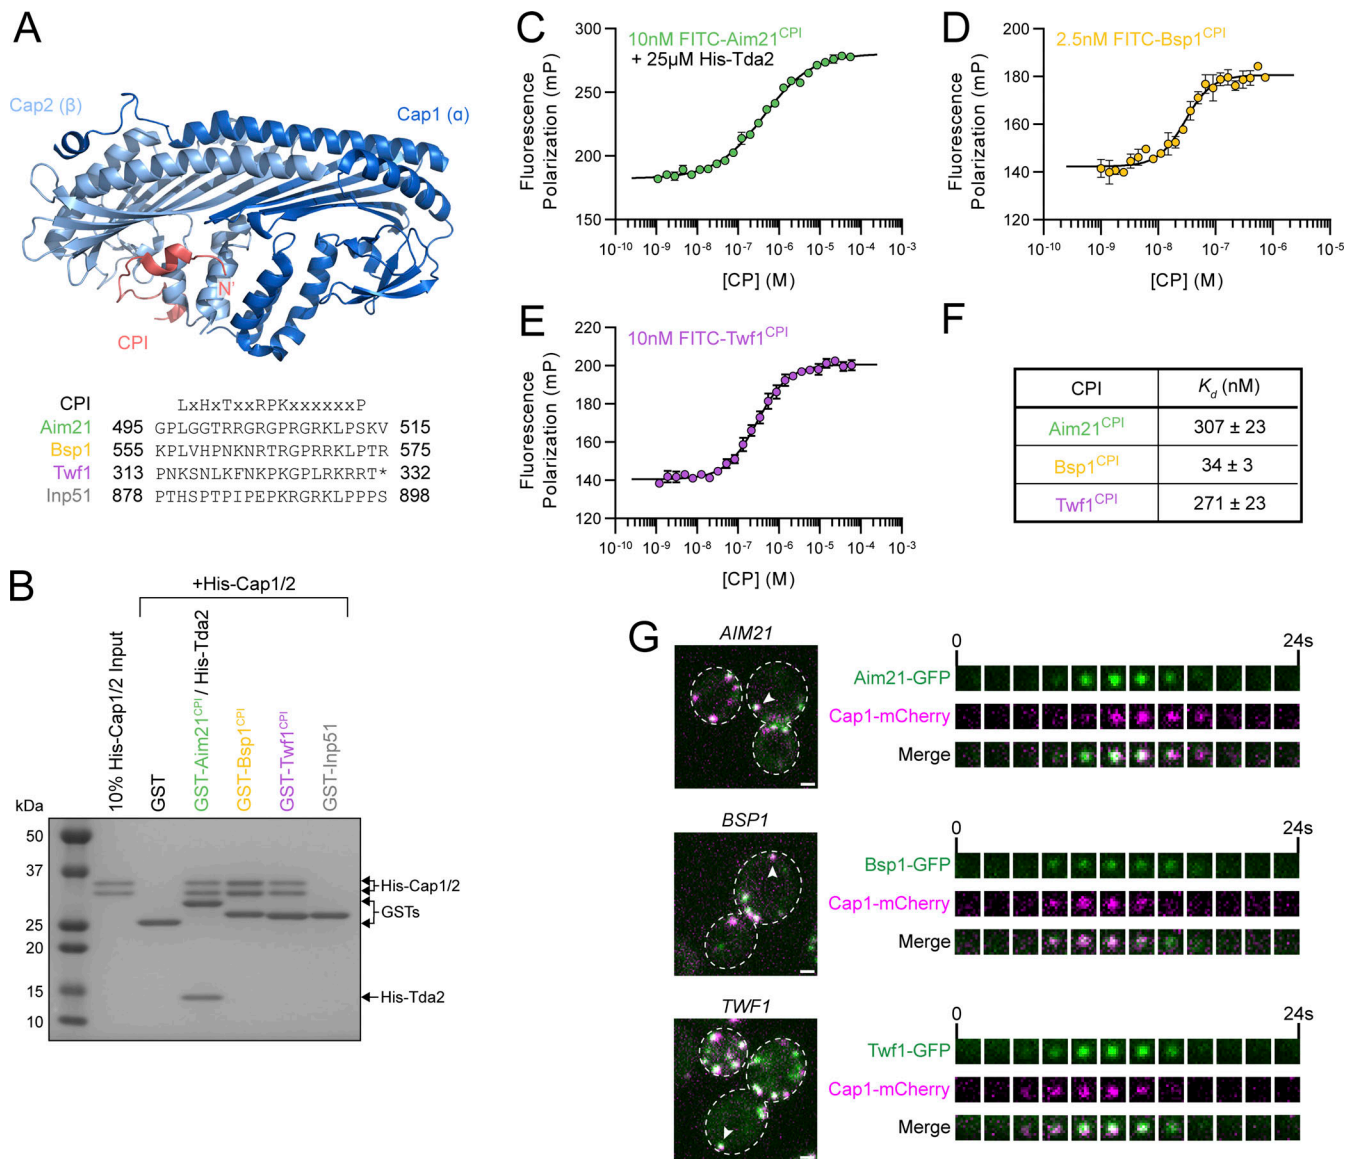 A
Cap2 (β)
Cap1 (α)
N'
CPI
CPI LxHxTxxRPKxxxxxxP
Aim21 495 GPLGGTRRGRGPRGRKLPSKV 515
Bsp1 555 KPLVHPNKNRTRGPRRKLPTR 575
Twf1 313 PNKSNLKFNKPKGPLRKRRT* 332
Inp51 878 PTHSPTPIPEPKRGRKLPPPS 898
B
+His-Cap1/2
10% His-Cap1/2 Input
GST
GST-Aim21CPI / His-Tda2
GST-Bsp1CPI
GST-Twf1CPI
GST-Inp51
kDa
50
37
25
20
15
10
His-Cap1/2
GSTs
His-Tda2
C
10nM FITC-Aim21CPI
+ 25µM His-Tda2
Fluorescence
Polarization (mP)
300
250
200
150
10-10 10-9 10-8 10-7 10-6 10-5 10-4 10-3
[CP] (M)
D
2.5nM FITC-Bsp1CPI
Fluorescence
Polarization (mP)
200
180
160
140
120
10-10 10-9 10-8 10-7 10-6 10-5
[CP] (M)
E
10nM FITC-Twf1CPI
Fluorescence
Polarization (mP)
220
200
180
160
140
120
10-10 10-9 10-8 10-7 10-6 10-5 10-4 10-3
[CP] (M)
F
CPI Kd (nM)
Aim21CPI 307 ± 23
Bsp1CPI 34 ± 3
Twf1CPI 271 ± 23
G
AIM21
0 24s
Aim21-GFP
Cap1-mCherry
Merge
BSP1
0 24s
Bsp1-GFP
Cap1-mCherry
Merge
TWF1
0 24s
Twf1-GFP
Cap1-mCherry
Merge